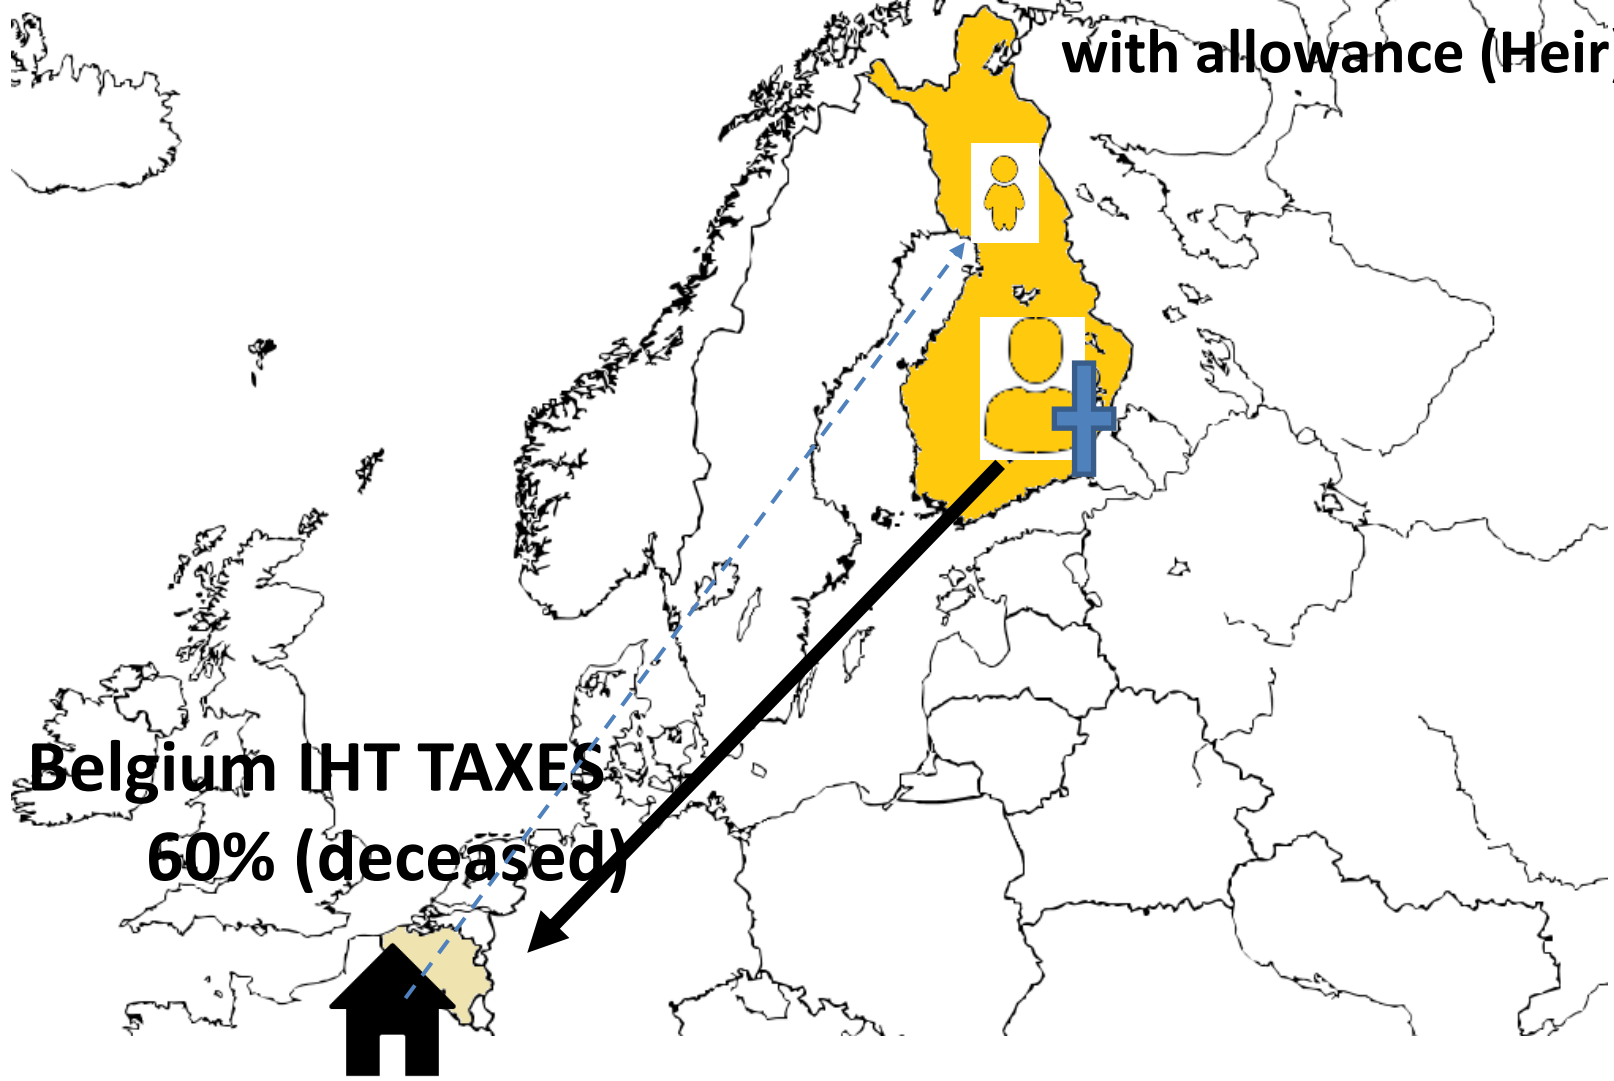 with allowance (Heir)
Belgium IHT TAXES
60% (deceased)